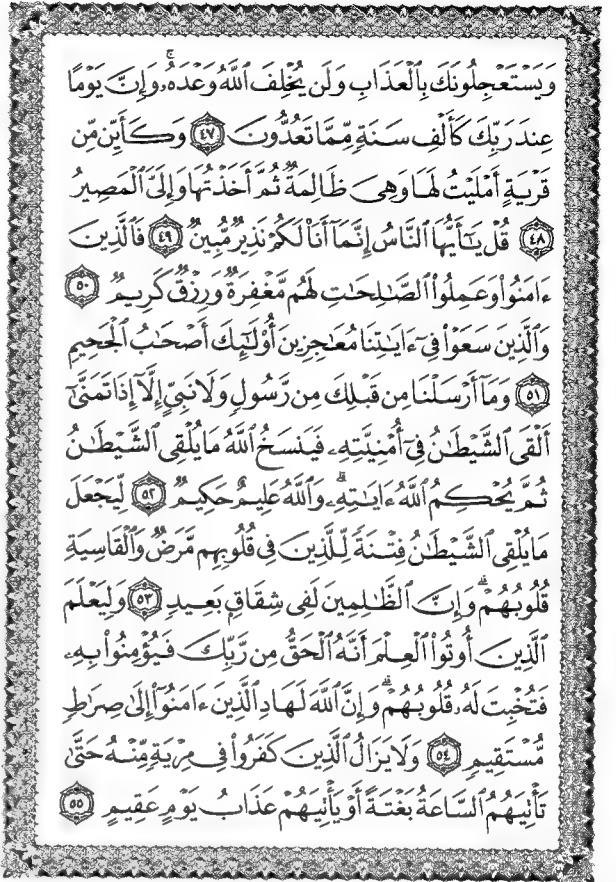 وَيَسْتَعْجِلُونَكَ بِالْعَذَابِ وَلَن يُخْلِفَ اللَّهُ وَعْدَهُۥۚ وَإِنَّ يَوْمًا
عِندَ رَبِّكَ كَأَلْفِ سَنَةٍ مِّمَّا تَعُدُّونَ ٤٧ وَكَأَيِّن مِّن
قَرْيَةٍ أَمْلَيْتُ لَهَا وَهِىَ ظَالِمَةٌ ثُمَّ أَخَذْتُهَا وَإِلَىَّ الْمَصِيرُ
٤٨ قُلْ يَٰٓأَيُّهَا النَّاسُ إِنَّمَآ أَنَا۠ لَكُمْ نَذِيرٌ مُّبِينٌ ٤٩ فَالَّذِينَ
ءَامَنُوا۟ وَعَمِلُوا۟ الصَّٰلِحَٰتِ لَهُم مَّغْفِرَةٌ وَرِزْقٌ كَرِيمٌ ٥٠
وَالَّذِينَ سَعَوْا۟ فِىٓ ءَايَٰتِنَا مُعَٰجِزِينَ أُو۟لَٰٓئِكَ أَصْحَٰبُ الْجَحِيمِ
٥١ وَمَآ أَرْسَلْنَا مِن قَبْلِكَ مِن رَّسُولٍ وَلَا نَبِىٍّ إِلَّآ إِذَا تَمَنَّىٰٓ
أَلْقَى الشَّيْطَٰنُ فِىٓ أُمْنِيَّتِهِۦ فَيَنسَخُ اللَّهُ مَا يُلْقِى الشَّيْطَٰنُ
ثُمَّ يُحْكِمُ اللَّهُ ءَايَٰتِهِۦۗ وَاللَّهُ عَلِيمٌ حَكِيمٌ ٥٢ لِّيَجْعَلَ
مَا يُلْقِى الشَّيْطَٰنُ فِتْنَةً لِّلَّذِينَ فِى قُلُوبِهِم مَّرَضٌ وَالْقَاسِيَةِ
قُلُوبُهُمْۗ وَإِنَّ الظَّٰلِمِينَ لَفِى شِقَاقٍۭ بَعِيدٍ ٥٣ وَلِيَعْلَمَ
الَّذِينَ أُوتُوا۟ الْعِلْمَ أَنَّهُ الْحَقُّ مِن رَّبِّكَ فَيُؤْمِنُوا۟ بِهِۦ
فَتُخْبِتَ لَهُۥ قُلُوبُهُمْۗ وَإِنَّ اللَّهَ لَهَادِ الَّذِينَ ءَامَنُوٓا۟ إِلَىٰ صِرَٰطٍ
مُّسْتَقِيمٍ ٥٤ وَلَا يَزَالُ الَّذِينَ كَفَرُوا۟ فِى مِرْيَةٍ مِّنْهُ حَتَّىٰ
تَأْتِيَهُمُ السَّاعَةُ بَغْتَةً أَوْ يَأْتِيَهُمْ عَذَابُ يَوْمٍ عَقِيمٍ ٥٥